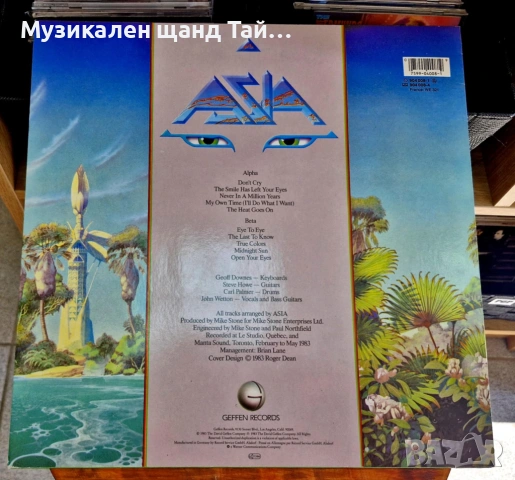 Музикален щанд Тай...
ASIA
7599-04008-1
Alpha
Don't Cry
The Smile Has Left Your Eyes
Never In A Million Years
My Own Time (I'll Do What I Want)
The Heat Goes On
Beta
Eye To Eye
The Last To Know
True Colors
Midnight Sun
Open Your Eyes
Geoff Downes — Keyboards
Steve Howe — Guitars
Carl Palmer — Drums
John Wetton — Vocals and Bass Guitars
All tracks arranged by ASIA
Produced by Mike Stone for Mike Stone Enterprises Ltd.
Engineered by Mike Stone and Paul Northfield
Recorded at Le Studio, Quebec, and
Manta Sound, Toronto, February to May 1983
Management: Brian Lane
Cover Design © 1983 Roger Dean
GEFFEN RECORDS
BAZAR
bg